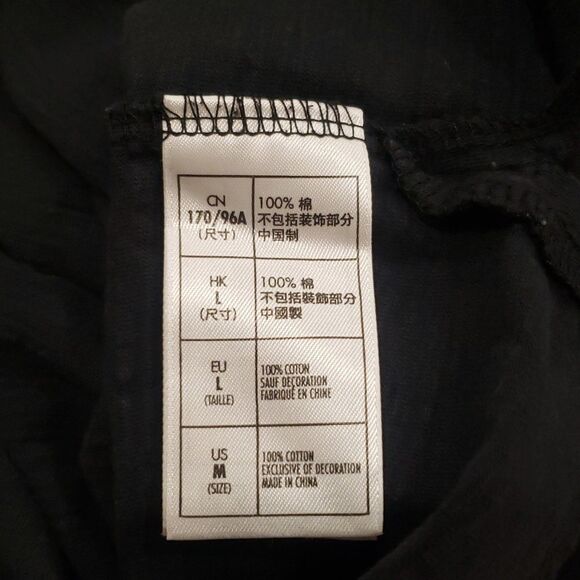 CN
170/96A
(尺寸)
100% 棉
不包括装饰部分
中国制
HK
L
(尺寸)
100% 棉
不包括裝飾部分
中國製
EU
L
(TAILLE)
100% COTON
SAUF DECORATION
FABRIQUÉ EN CHINE
US
M
(SIZE)
100% COTTON
EXCLUSIVE OF DECORATION
MADE IN CHINA